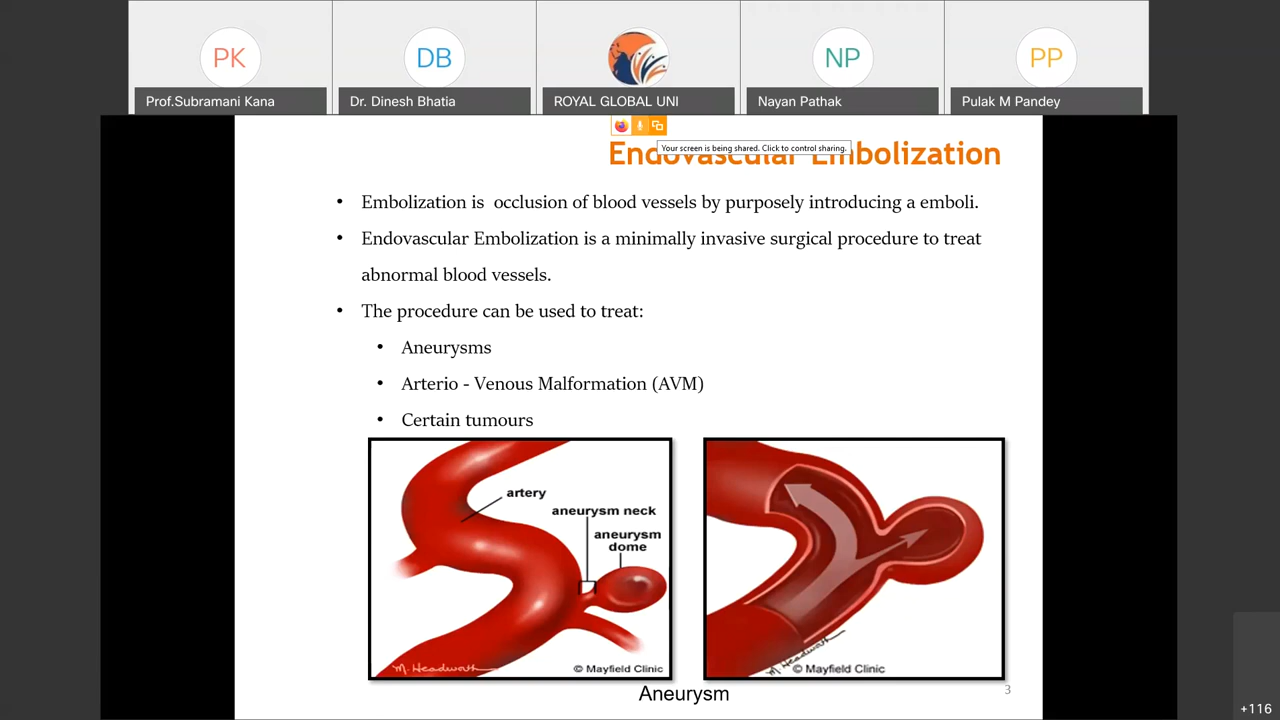 PK
DB
NP
PP
Prof.Subramani Kana
Dr. Dinesh Bhatia
ROYAL GLOBAL UNI
Nayan Pathak
Pulak M Pandey
Your screen is being shared. Click to control sharing.
Endovascular Embolization
• Embolization is occlusion of blood vessels by purposely introducing a emboli.
• Endovascular Embolization is a minimally invasive surgical procedure to treat
abnormal blood vessels.
• The procedure can be used to treat:
• Aneurysms
• Arterio - Venous Malformation (AVM)
• Certain tumours
artery
aneurysm neck
aneurysm
dome
M. Headworth
© Mayfield Clinic
M Headworth
© Mayfield Clinic
Aneurysm
3
+116